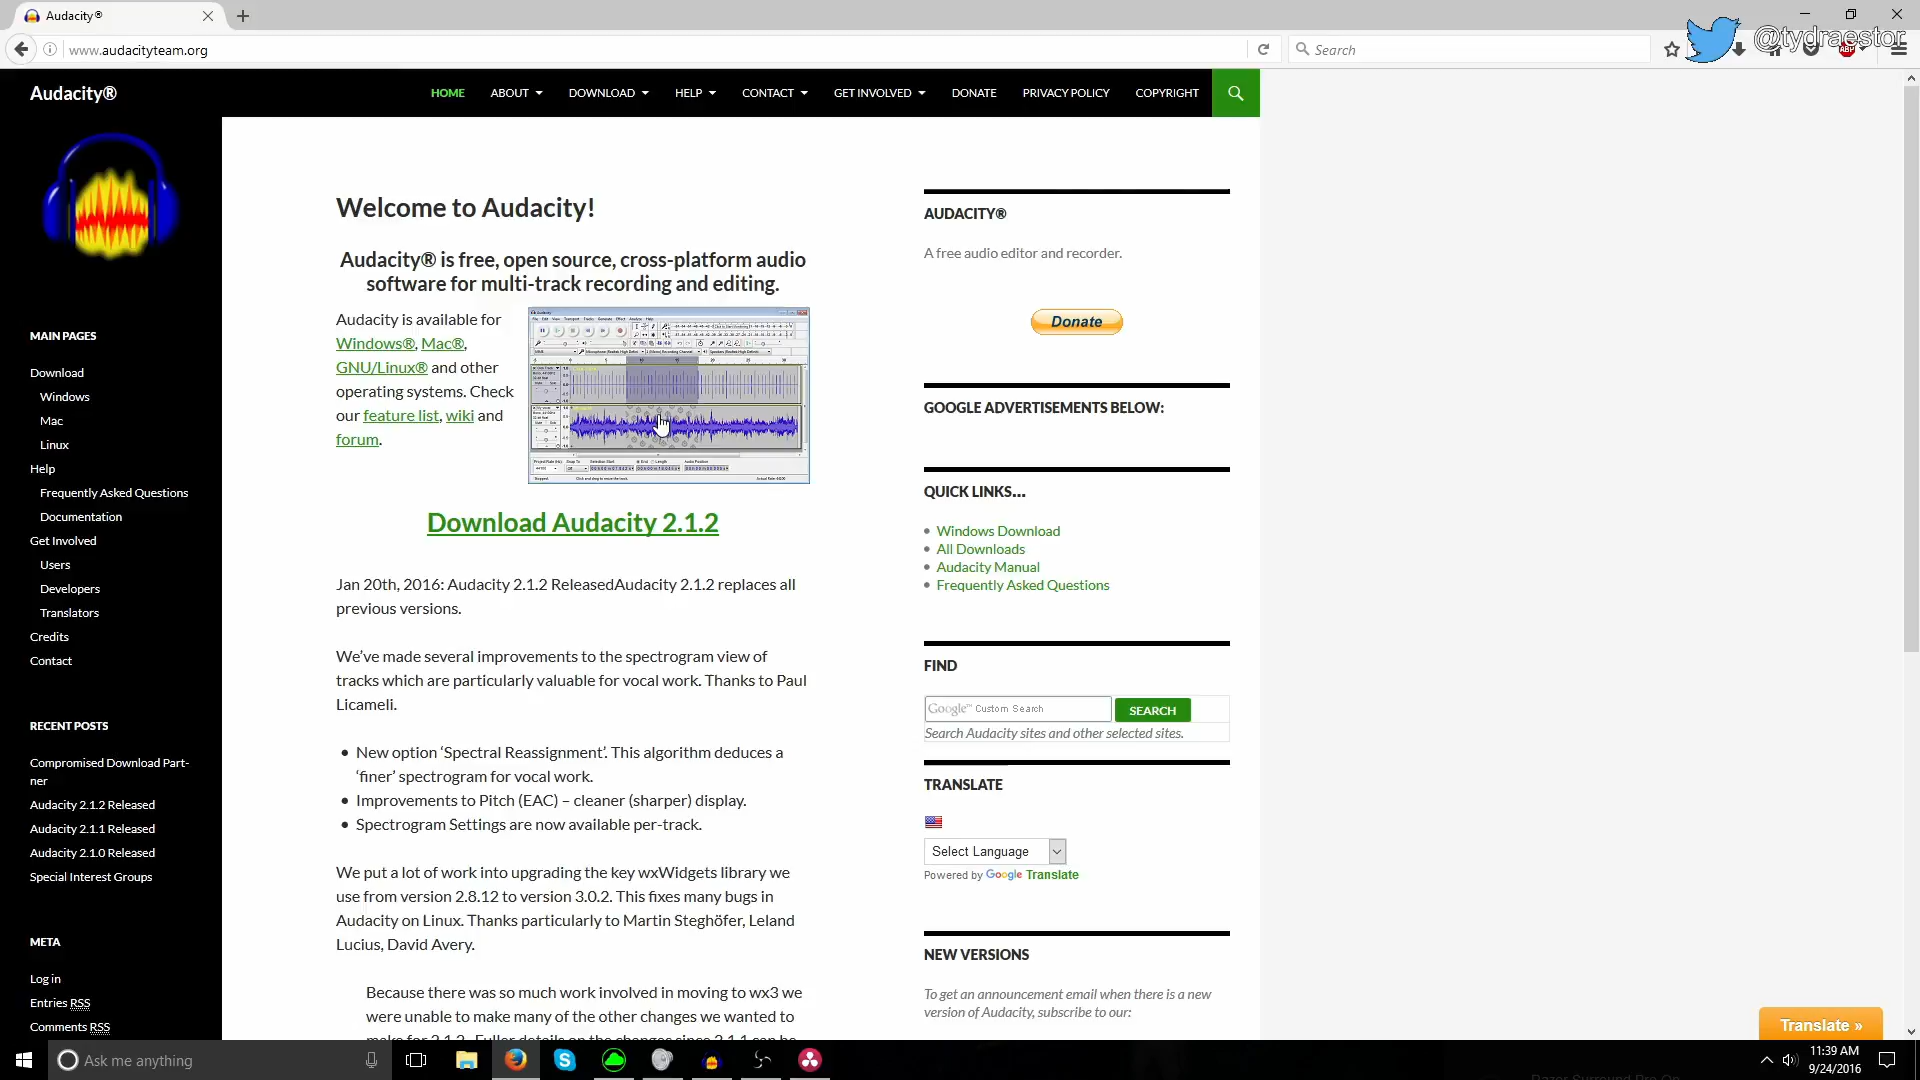 Audacity®
www.audacityteam.org
Search
@tydraestor
Audacity®
HOME
ABOUT
DOWNLOAD
HELP
CONTACT
GET INVOLVED
DONATE
PRIVACY POLICY
COPYRIGHT
MAIN PAGES
Download
Windows
Mac
Linux
Help
Frequently Asked Questions
Documentation
Get Involved
Users
Developers
Translators
Credits
Contact
RECENT POSTS
Compromised Download Part-
ner
Audacity 2.1.2 Released
Audacity 2.1.1 Released
Audacity 2.1.0 Released
Special Interest Groups
META
Log in
Entries RSS
Comments RSS
Welcome to Audacity!
Audacity® is free, open source, cross-platform audio
software for multi-track recording and editing.
Audacity is available for
Windows®, Mac®,
GNU/Linux® and other
operating systems. Check
our feature list, wiki and
forum.
Download Audacity 2.1.2
Jan 20th, 2016: Audacity 2.1.2 ReleasedAudacity 2.1.2 replaces all
previous versions.
We’ve made several improvements to the spectrogram view of
tracks which are particularly valuable for vocal work. Thanks to Paul
Licameli.
• New option ‘Spectral Reassignment’. This algorithm deduces a
‘finer’ spectrogram for vocal work.
• Improvements to Pitch (EAC) – cleaner (sharper) display.
• Spectrogram Settings are now available per-track.
We put a lot of work into upgrading the key wxWidgets library we
use from version 2.8.12 to version 3.0.2. This fixes many bugs in
Audacity on Linux. Thanks particularly to Martin Steghöfer, Leland
Lucius, David Avery.
Because there was so much work involved in moving to wx3 we
were unable to make many of the other changes we wanted to
AUDACITY®
A free audio editor and recorder.
Donate
GOOGLE ADVERTISEMENTS BELOW:
QUICK LINKS...
• Windows Download
• All Downloads
• Audacity Manual
• Frequently Asked Questions
FIND
Google™ Custom Search
SEARCH
Search Audacity sites and other selected sites.
TRANSLATE
Select Language
Powered by Google Translate
NEW VERSIONS
To get an announcement email when there is a new
version of Audacity, subscribe to our:
Translate »
Ask me anything
11:39 AM
9/24/2016